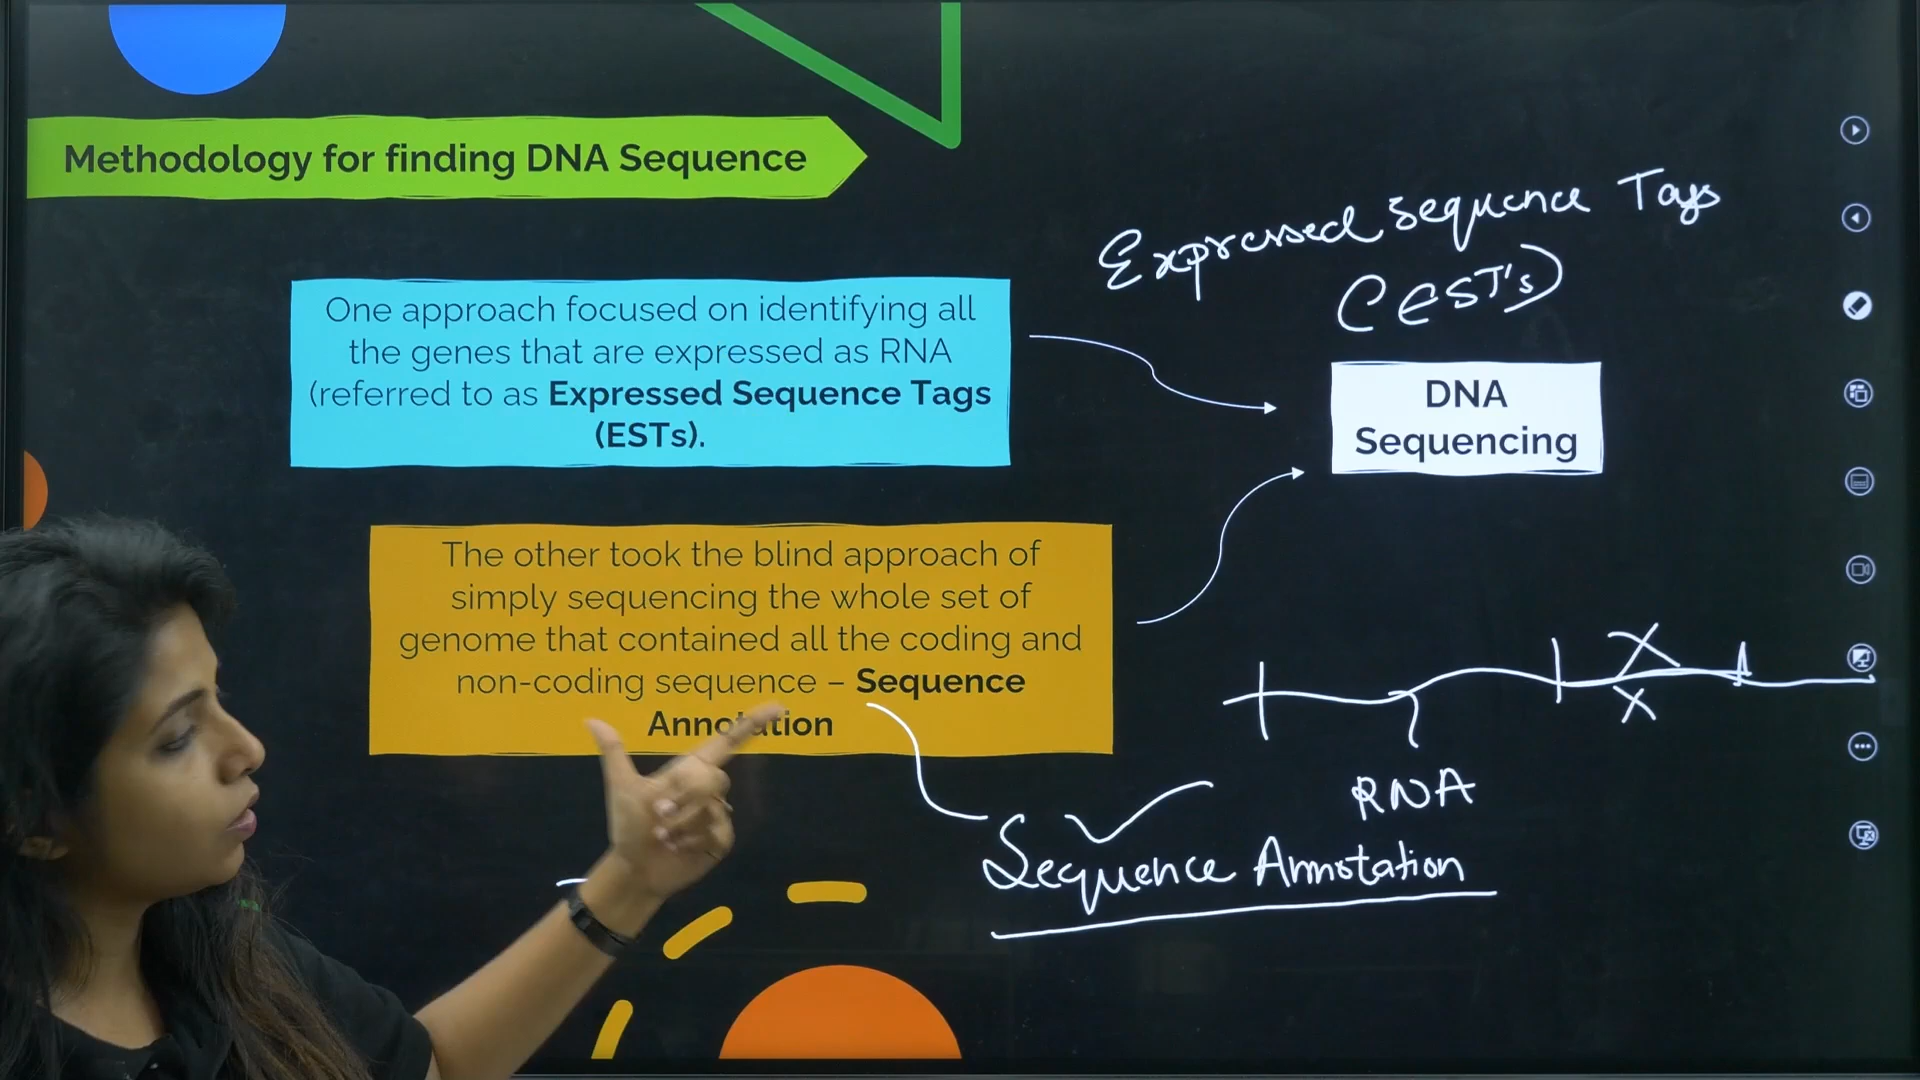 Methodology for finding DNA Sequence
Expressed Sequence Tags
(EST's)
One approach focused on identifying all
the genes that are expressed as RNA
(referred to as Expressed Sequence Tags
(ESTs).
DNA
Sequencing
The other took the blind approach of
simply sequencing the whole set of
genome that contained all the coding and
non-coding sequence – Sequence
Annotation
RNA
Sequence Annotation